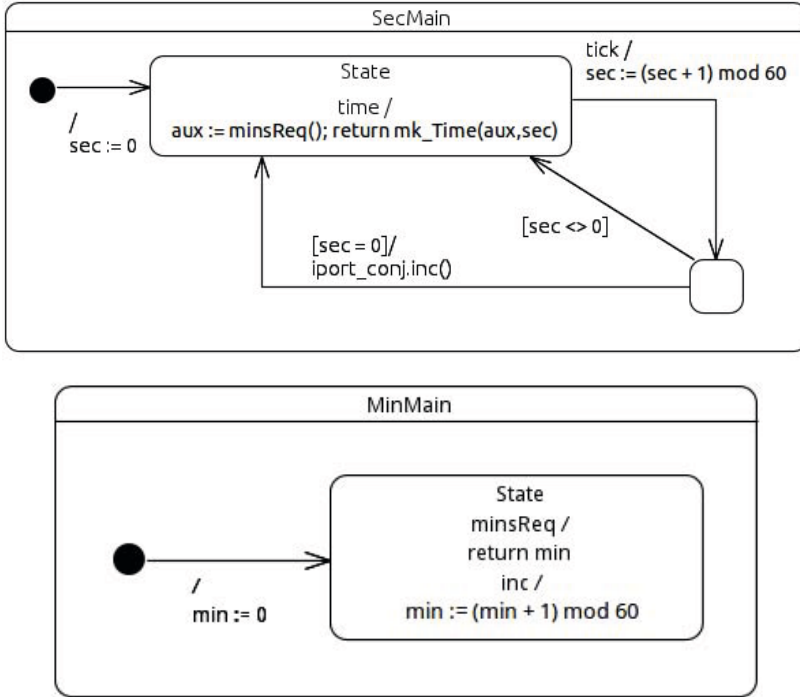 SecMain
tick /
sec := (sec + 1) mod 60
State
time /
aux := minsReq(); return mk_Time(aux,sec)
/
sec := 0
[sec <> 0]
[sec = 0]/
iport_conj.inc()
MinMain
State
minsReq /
return min
inc /
min := (min + 1) mod 60
/
min := 0